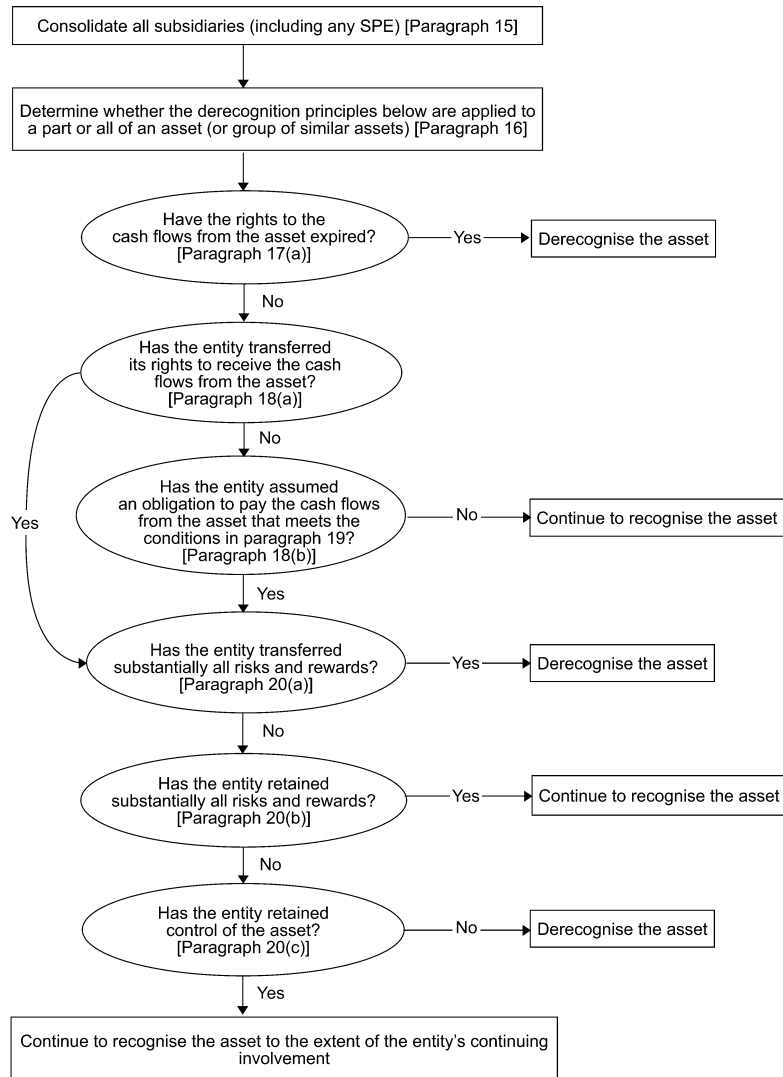 Consolidate all subsidiaries (including any SPE) [Paragraph 15]
Determine whether the derecognition principles below are applied to
a part or all of an asset (or group of similar assets) [Paragraph 16]
Have the rights to the
cash flows from the asset expired?
[Paragraph 17(a)]
Yes
Derecognise the asset
No
Has the entity transferred
its rights to receive the cash
flows from the asset?
[Paragraph 18(a)]
No
Has the entity assumed
an obligation to pay the cash flows
from the asset that meets the
conditions in paragraph 19?
[Paragraph 18(b)]
No
Continue to recognise the asset
Yes
Yes
Has the entity transferred
substantially all risks and rewards?
[Paragraph 20(a)]
Yes
Derecognise the asset
No
Has the entity retained
substantially all risks and rewards?
[Paragraph 20(b)]
Yes
Continue to recognise the asset
No
Has the entity retained
control of the asset?
[Paragraph 20(c)]
No
Derecognise the asset
Yes
Continue to recognise the asset to the extent of the entity's continuing
involvement